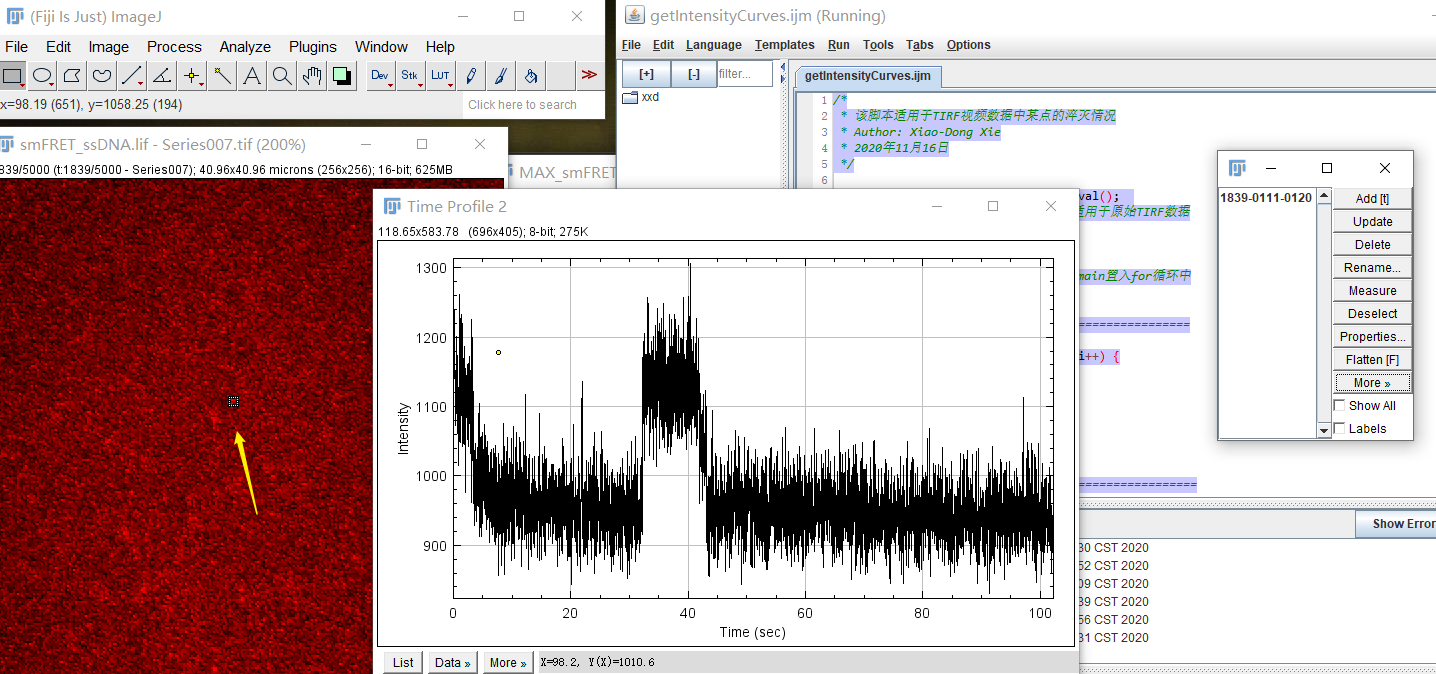 (Fiji Is Just) ImageJ
File Edit Image Process Analyze Plugins Window Help
Dev Stk LUT
x=98.19 (651), y=1058.25 (194)
Click here to search
smFRET_ssDNA.lif - Series007.tif (200%)
839/5000 (t:1839/5000 - Series007); 40.96x40.96 microns (256x256); 16-bit; 625MB
MAX_smFRET
getIntensityCurves.ijm (Running)
File Edit Language Templates Run Tools Tabs Options
[+] [-] filter...
xxd
getIntensityCurves.ijm
1 /*
2 * 该脚本适用于TIRF视频数据中某点的淬灭情况
3 * Author: Xiao-Dong Xie
4 * 2020年11月16日
5 */
6
val();
适用于原始TIRF数据
main置入for循环中
================
i++) {
=================
Show Error
30 CST 2020
52 CST 2020
09 CST 2020
39 CST 2020
56 CST 2020
31 CST 2020
Time Profile 2
118.65x583.78 (696x405); 8-bit; 275K
1300
1200
1100
1000
900
Intensity
0 20 40 60 80 100
Time (sec)
List Data » More » X=98.2, Y(X)=1010.6
1839-0111-0120
Add [t]
Update
Delete
Rename...
Measure
Deselect
Properties...
Flatten [F]
More »
Show All
Labels